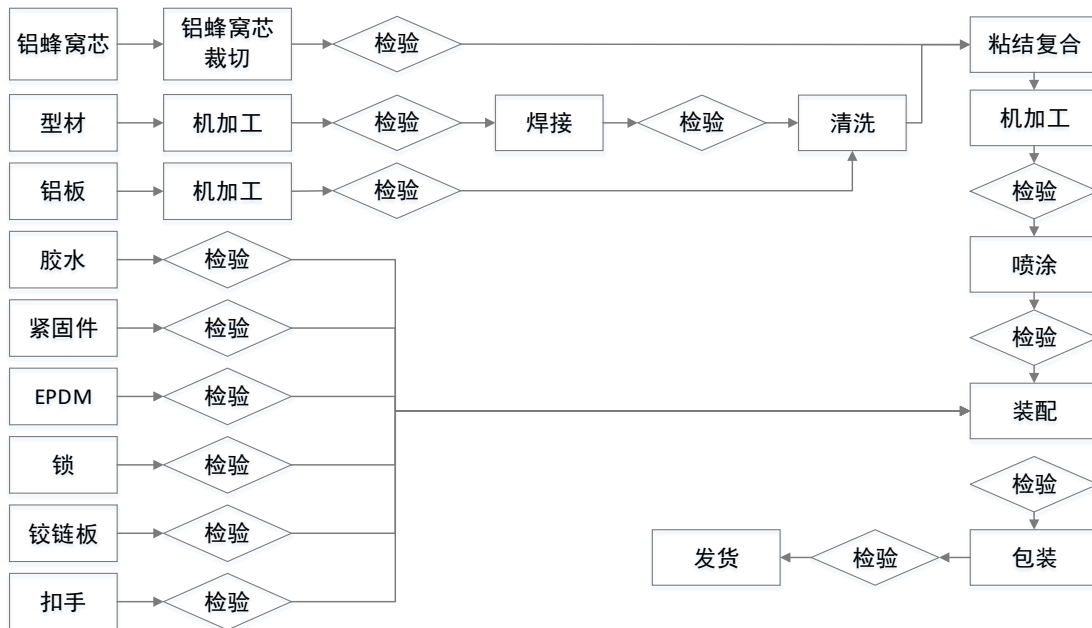 铝蜂窝芯
铝蜂窝芯
裁切
检验
粘结复合
型材
机加工
检验
焊接
检验
清洗
机加工
铝板
机加工
检验
检验
胶水
检验
喷涂
紧固件
检验
检验
EPDM
检验
装配
锁
检验
检验
铰链板
检验
发货
检验
包装
扣手
检验